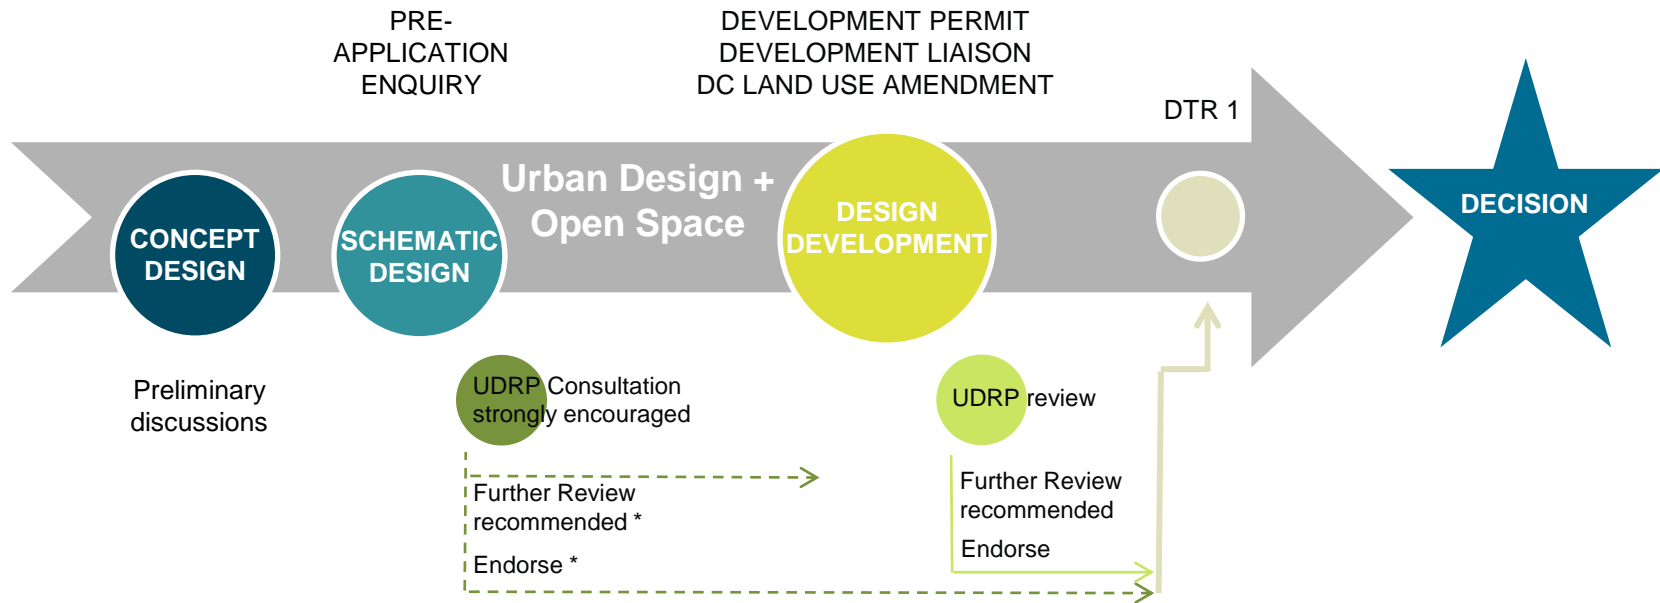 PRE-
APPLICATION
ENQUIRY
DEVELOPMENT PERMIT
DEVELOPMENT LIAISON
DC LAND USE AMENDMENT
DTR 1
Urban Design +
Open Space
CONCEPT
DESIGN
SCHEMATIC
DESIGN
DESIGN
DEVELOPMENT
DECISION
Preliminary
discussions
UDRP Consultation
strongly encouraged
UDRP review
Further Review
recommended *
Endorse *
Further Review
recommended
Endorse